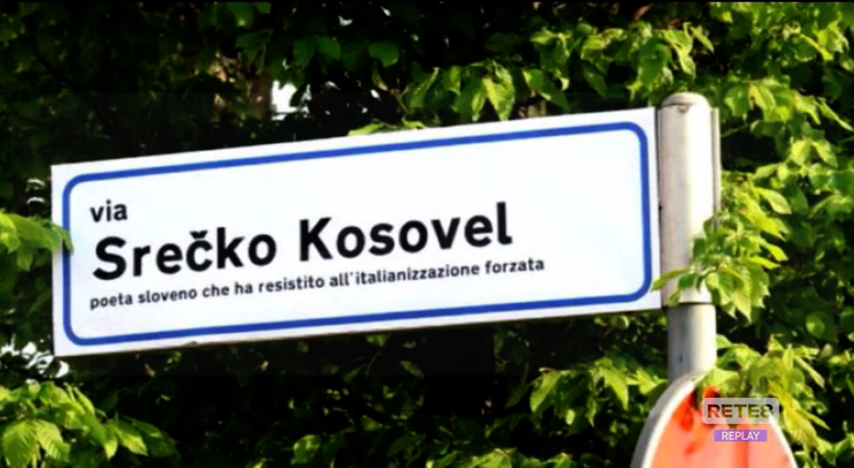 via
Srečko Kosovel
poeta sloveno che ha resistito all'italianizzazione forzata
RETE8
REPLAY